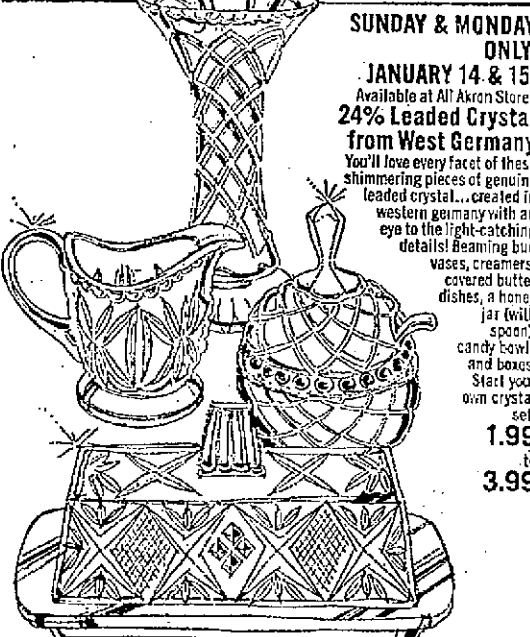 SUNDAY & MONDAY
ONLY
JANUARY 14 & 15
Available at All Akron Store
24% Leaded Crysta
from West Germany
You'll love every facet of thes
shimmering pieces of genuin
leaded crystal...created i
western germany with a
eye to the light-catching
details! Beaming bu
vases, creamers
covered butte
dishes, a hone
jar (with
spoon)
candy bowl
and boxes
Start you
own crysta
set
1.99
t
3.99